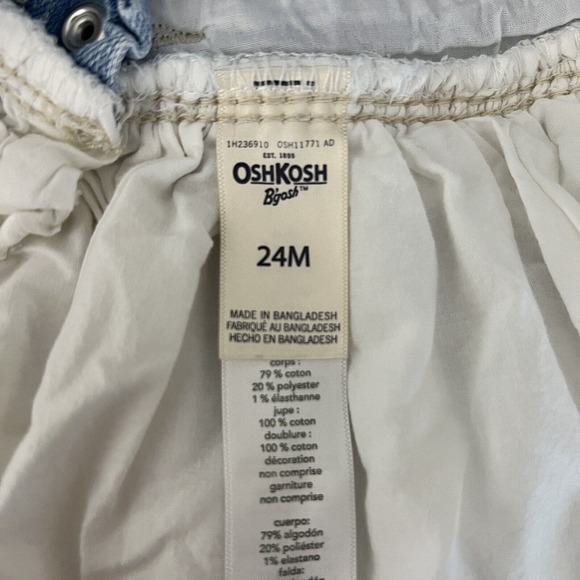 1H236910 OSH11771 AD
EST. 1895
OSHKOSH
B'gosh™
24M
MADE IN BANGLADESH
FABRIQUÉ AU BANGLADESH
HECHO EN BANGLADESH
corps :
79 % coton
20 % polyester
1 % élasthanne
jupe :
100 % coton
doublure :
100 % coton
décoration
non comprise
garniture
non comprise
cuerpo:
79% algodón
20% poliéster
1% elastano
falda: